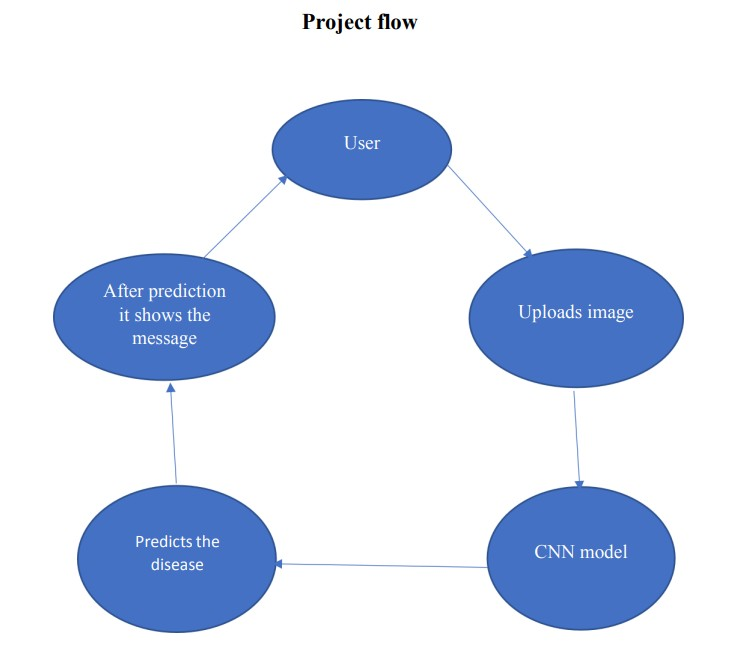 Project flow
User
Uploads image
CNN model
Predicts the
disease
After prediction
it shows the
message